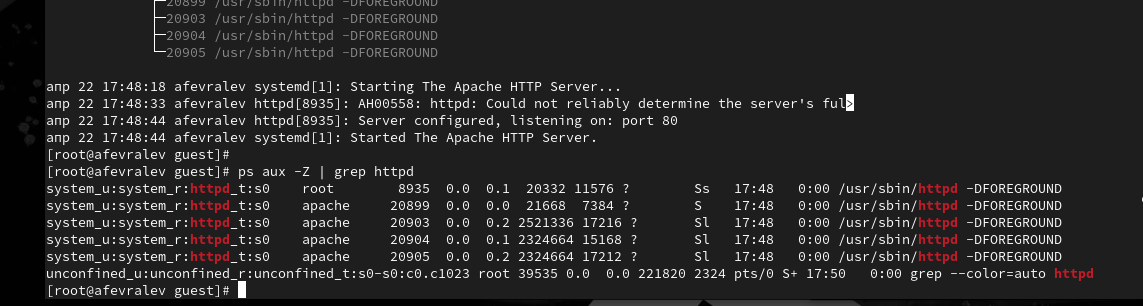 ├─20899 /usr/sbin/httpd -DFOREGROUND
├─20903 /usr/sbin/httpd -DFOREGROUND
├─20904 /usr/sbin/httpd -DFOREGROUND
└─20905 /usr/sbin/httpd -DFOREGROUND
апр 22 17:48:18 afevralev systemd[1]: Starting The Apache HTTP Server...
апр 22 17:48:33 afevralev httpd[8935]: AH00558: httpd: Could not reliably determine the server's ful>
апр 22 17:48:44 afevralev httpd[8935]: Server configured, listening on: port 80
апр 22 17:48:44 afevralev systemd[1]: Started The Apache HTTP Server.
[root@afevralev guest]#
[root@afevralev guest]# ps aux -Z | grep httpd
system_u:system_r:httpd_t:s0    root        8935  0.0  0.1  20332 11576 ?        Ss   17:48   0:00 /usr/sbin/httpd -DFOREGROUND
system_u:system_r:httpd_t:s0    apache     20899  0.0  0.0  21668  7384 ?        S    17:48   0:00 /usr/sbin/httpd -DFOREGROUND
system_u:system_r:httpd_t:s0    apache     20903  0.0  0.2 2521336 17216 ?       Sl   17:48   0:00 /usr/sbin/httpd -DFOREGROUND
system_u:system_r:httpd_t:s0    apache     20904  0.0  0.1 2324664 15168 ?       Sl   17:48   0:00 /usr/sbin/httpd -DFOREGROUND
system_u:system_r:httpd_t:s0    apache     20905  0.0  0.2 2324664 17212 ?       Sl   17:48   0:00 /usr/sbin/httpd -DFOREGROUND
unconfined_u:unconfined_r:unconfined_t:s0-s0:c0.c1023 root 39535 0.0  0.0 221820 2324 pts/0 S+ 17:50   0:00 grep --color=auto httpd
[root@afevralev guest]#